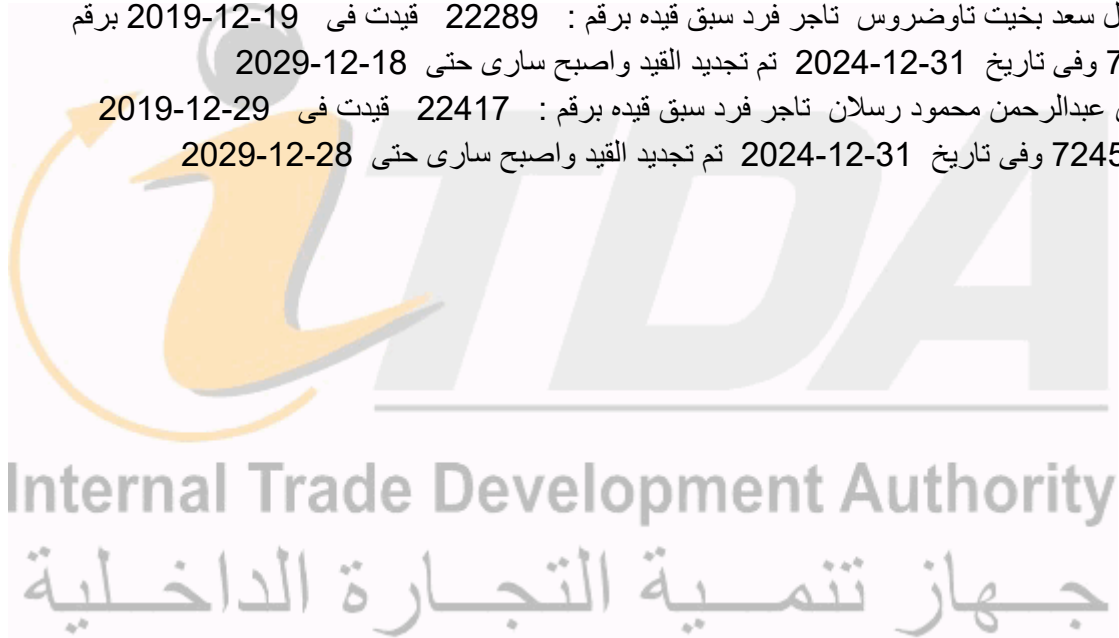 سعد بخيت تاوضروس تاجر فرد سبق قيده برقم : 22289 قيدت فى 19-12-2019 برقم
وفى تاريخ 31-12-2024 تم تجديد القيد واصبح سارى حتى 18-12-2029
عبدالرحمن محمود رسلان تاجر فرد سبق قيده برقم : 22417 قيدت فى 29-12-2019
وفى تاريخ 31-12-2024 تم تجديد القيد واصبح سارى حتى 28-12-2029
iTDA
Internal Trade Development Authority
جهاز تنمية التجارة الداخلية